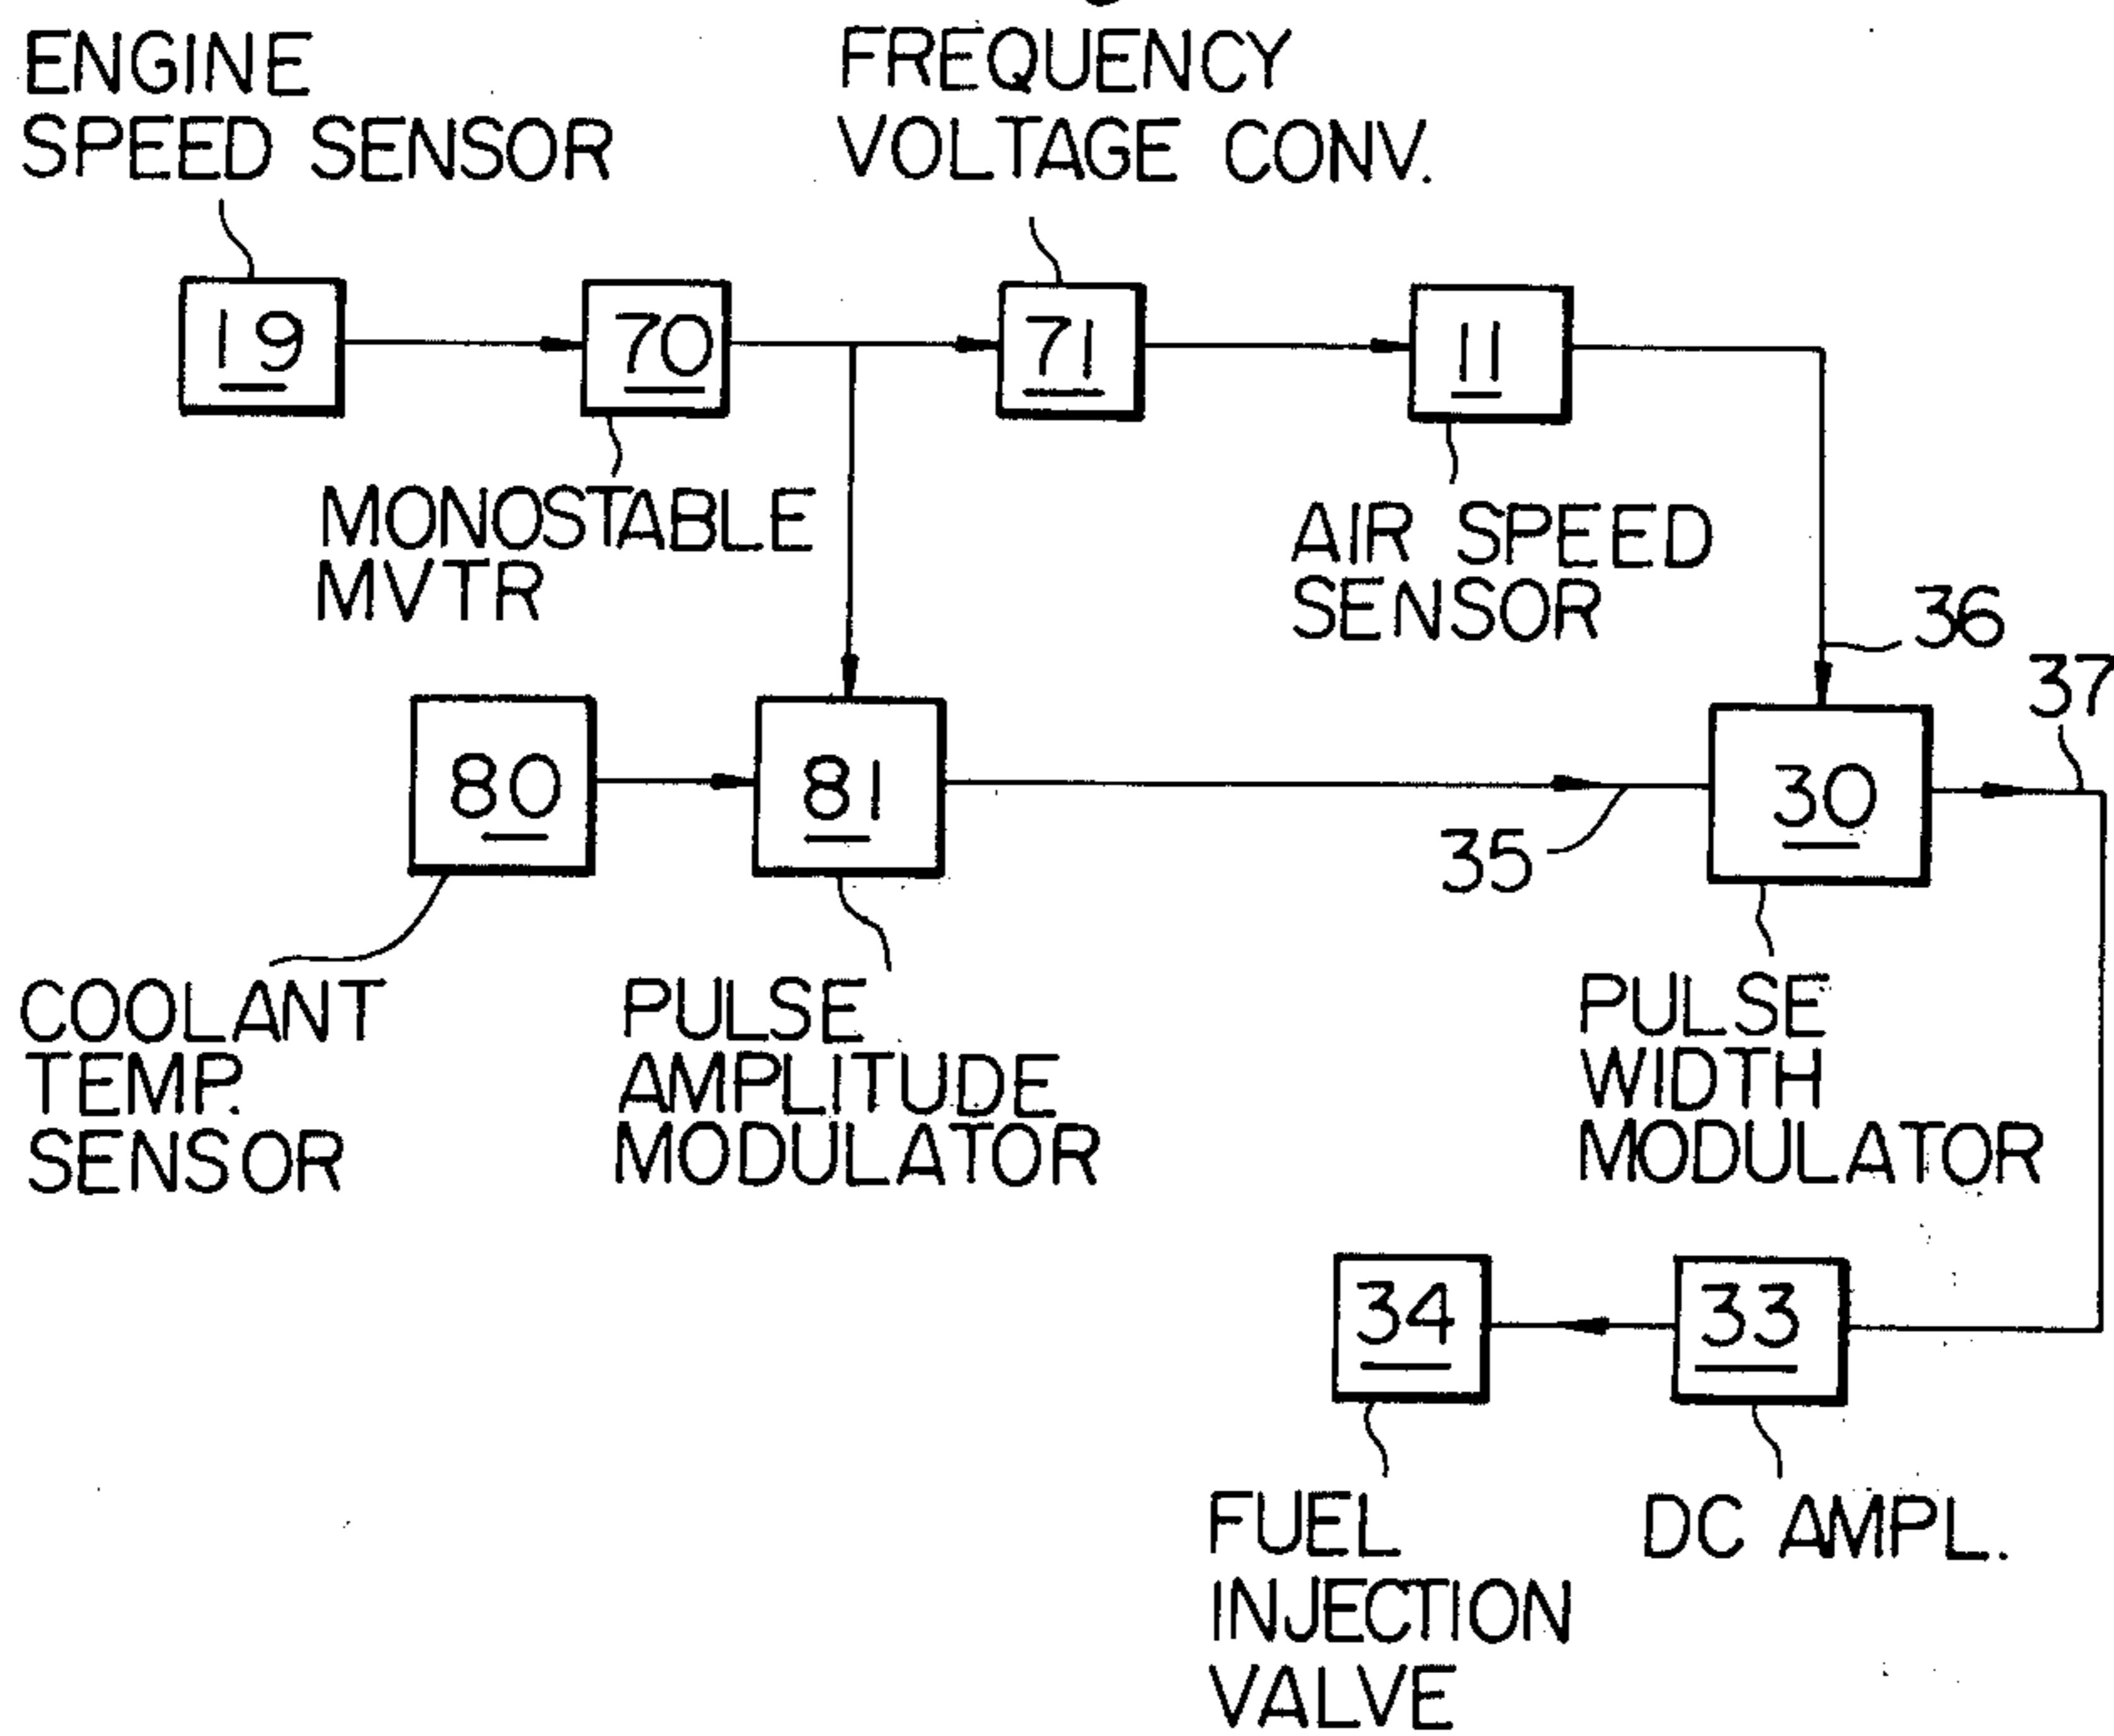 ENGINE
SPEED SENSOR
FREQUENCY
VOLTAGE CONV.
19
70
71
11
MONOSTABLE
MVTR
AIR SPEED
SENSOR
36
37
80
81
30
35
COOLANT
TEMP.
SENSOR
PULSE
AMPLITUDE
MODULATOR
PULSE
WIDTH
MODULATOR
34
33
FUEL
INJECTION
VALVE
DC AMPL.